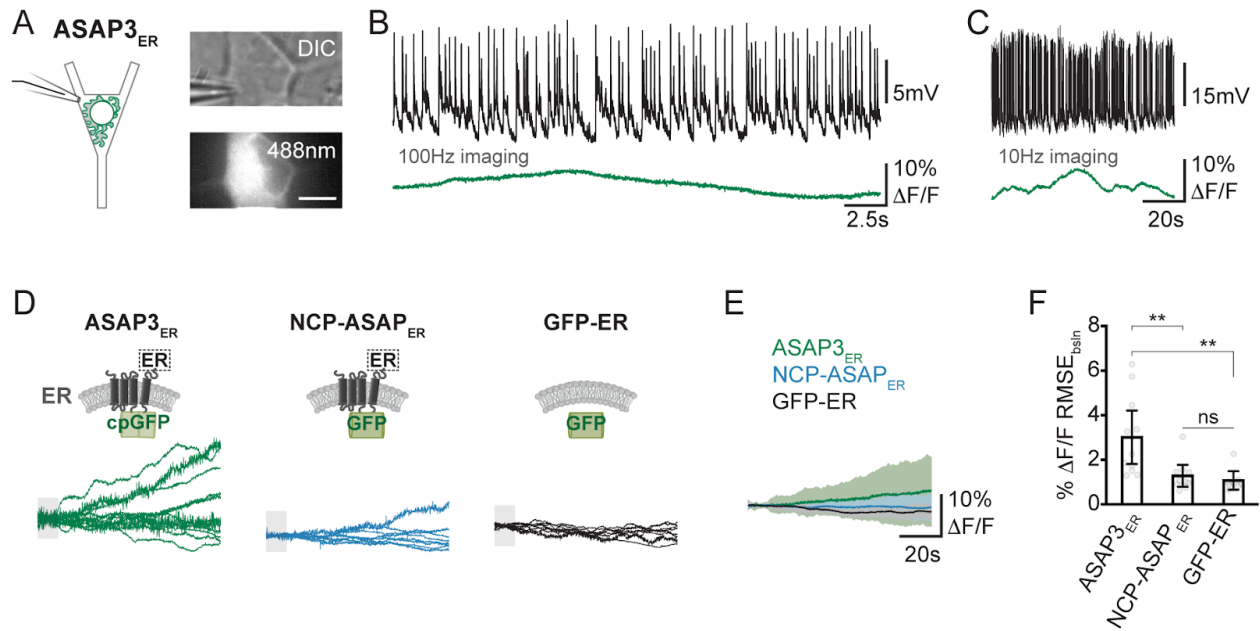 A
ASAP3ER
DIC
488nm
B
5mV
100Hz imaging
10%
ΔF/F
2.5s
C
15mV
10Hz imaging
10%
ΔF/F
20s
D
ASAP3ER
NCP-ASAPER
GFP-ER
ER
ER
ER
cpGFP
GFP
GFP
E
ASAP3ER
NCP-ASAPER
GFP-ER
10%
ΔF/F
20s
F
% ΔF/F RMSEbsln
8
6
4
2
0
**
**
ns
ASAP3ER
NCP-ASAPER
GFP-ER